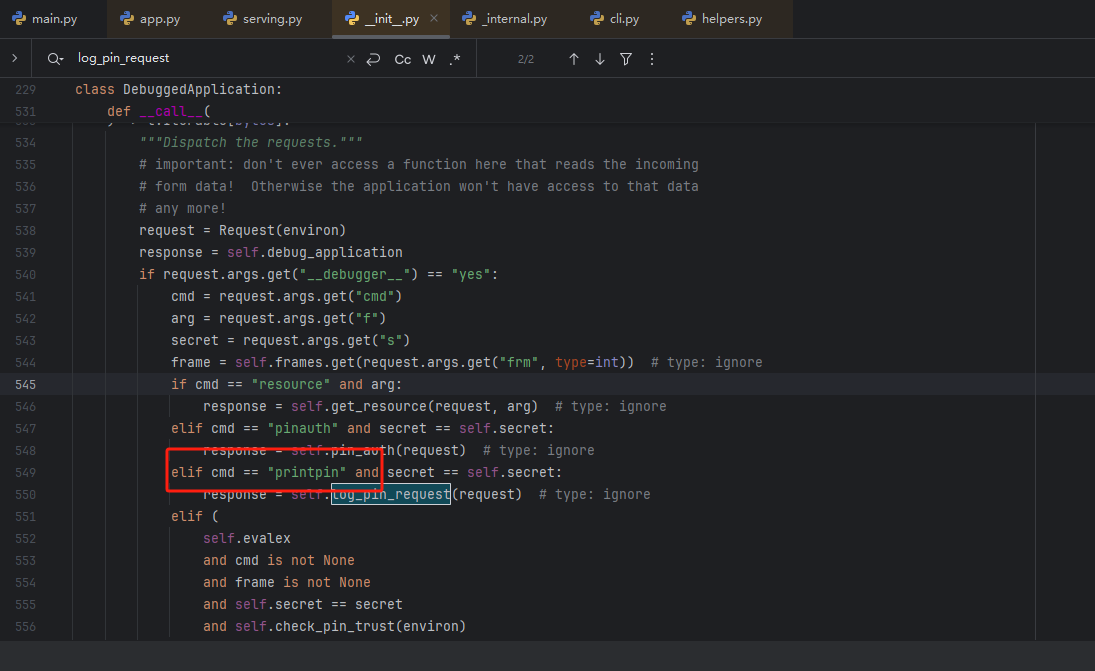 main.py app.py serving.py __init__.py × _internal.py cli.py helpers.py
log_pin_request × Cc W .* 2/2
229 class DebuggedApplication:
531 def __call__(
534 """Dispatch the requests."""
535 # important: don't ever access a function here that reads the incoming
536 # form data!  Otherwise the application won't have access to that data
537 # any more!
538 request = Request(environ)
539 response = self.debug_application
540 if request.args.get("__debugger__") == "yes":
541 cmd = request.args.get("cmd")
542 arg = request.args.get("f")
543 secret = request.args.get("s")
544 frame = self.frames.get(request.args.get("frm", type=int))  # type: ignore
545 if cmd == "resource" and arg:
546 response = self.get_resource(request, arg)  # type: ignore
547 elif cmd == "pinauth" and secret == self.secret:
548 response = self.pin_auth(request)  # type: ignore
549 elif cmd == "printpin" and secret == self.secret:
550 response = self.log_pin_request(request)  # type: ignore
551 elif (
552 self.evalex
553 and cmd is not None
554 and frame is not None
555 and self.secret == secret
556 and self.check_pin_trust(environ)